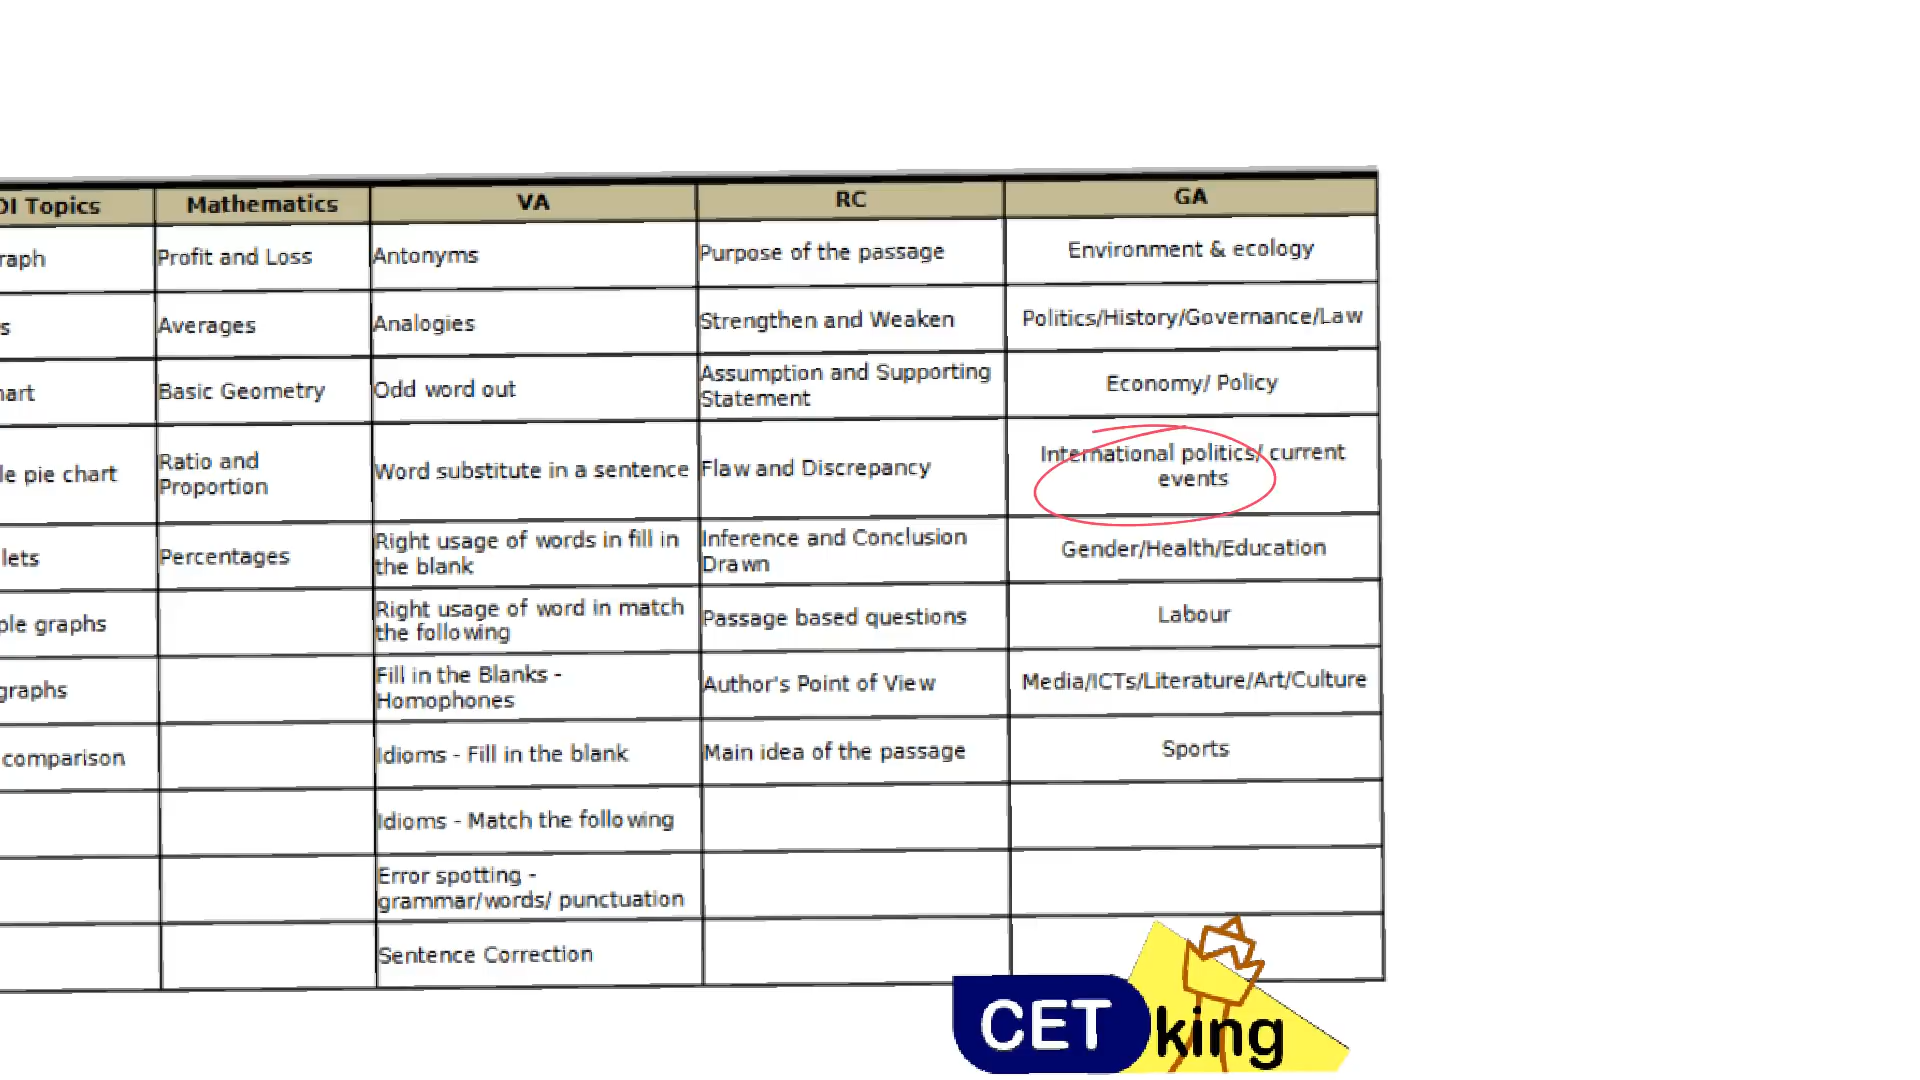 DI Topics Mathematics VA RC GA
raph Profit and Loss Antonyms Purpose of the passage Environment & ecology
s Averages Analogies Strengthen and Weaken Politics/History/Governance/Law
hart Basic Geometry Odd word out Assumption and Supporting Statement Economy/ Policy
le pie chart Ratio and Proportion Word substitute in a sentence Flaw and Discrepancy International politics/ current events
lets Percentages Right usage of words in fill in the blank Inference and Conclusion Drawn Gender/Health/Education
ple graphs Right usage of word in match the following Passage based questions Labour
graphs Fill in the Blanks - Homophones Author's Point of View Media/ICTs/Literature/Art/Culture
comparison Idioms - Fill in the blank Main idea of the passage Sports
Idioms - Match the following
Error spotting - grammar/words/ punctuation
Sentence Correction
CET king